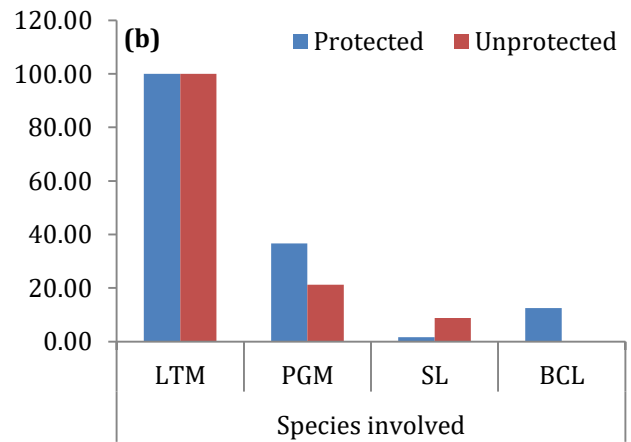 (b)
Protected Unprotected
120.00
100.00
80.00
60.00
40.00
20.00
0.00
LTM PGM SL BCL
Species involved